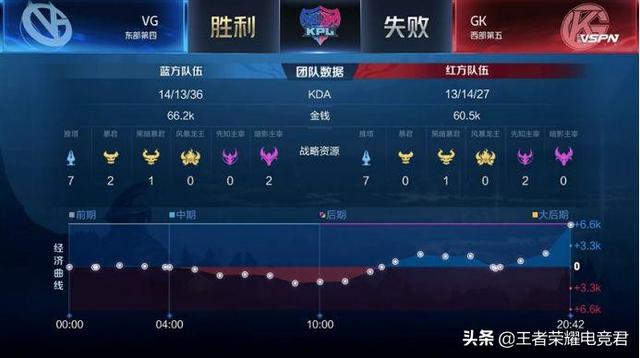 VG
东部第四
胜利
KPL
失败
GK
西部第五
VSPN
蓝方队伍
团队数据
红方队伍
14/13/36
KDA
13/14/27
66.2k
金钱
60.5k
推塔 暴君 黑暗暴君 风暴龙王 先知主宰 暗影主宰
战略资源
推塔 暴君 黑暗暴君 风暴龙王 先知主宰 暗影主宰
7 2 1 0 0 2
7 0 1 0 2 0
前期
中期
后期
大后期
经济曲线
+6.6k
+3.3k
0
+3.3k
+6.6k
00:00
04:00
10:00
20:42
头条 @王者荣耀电竞君